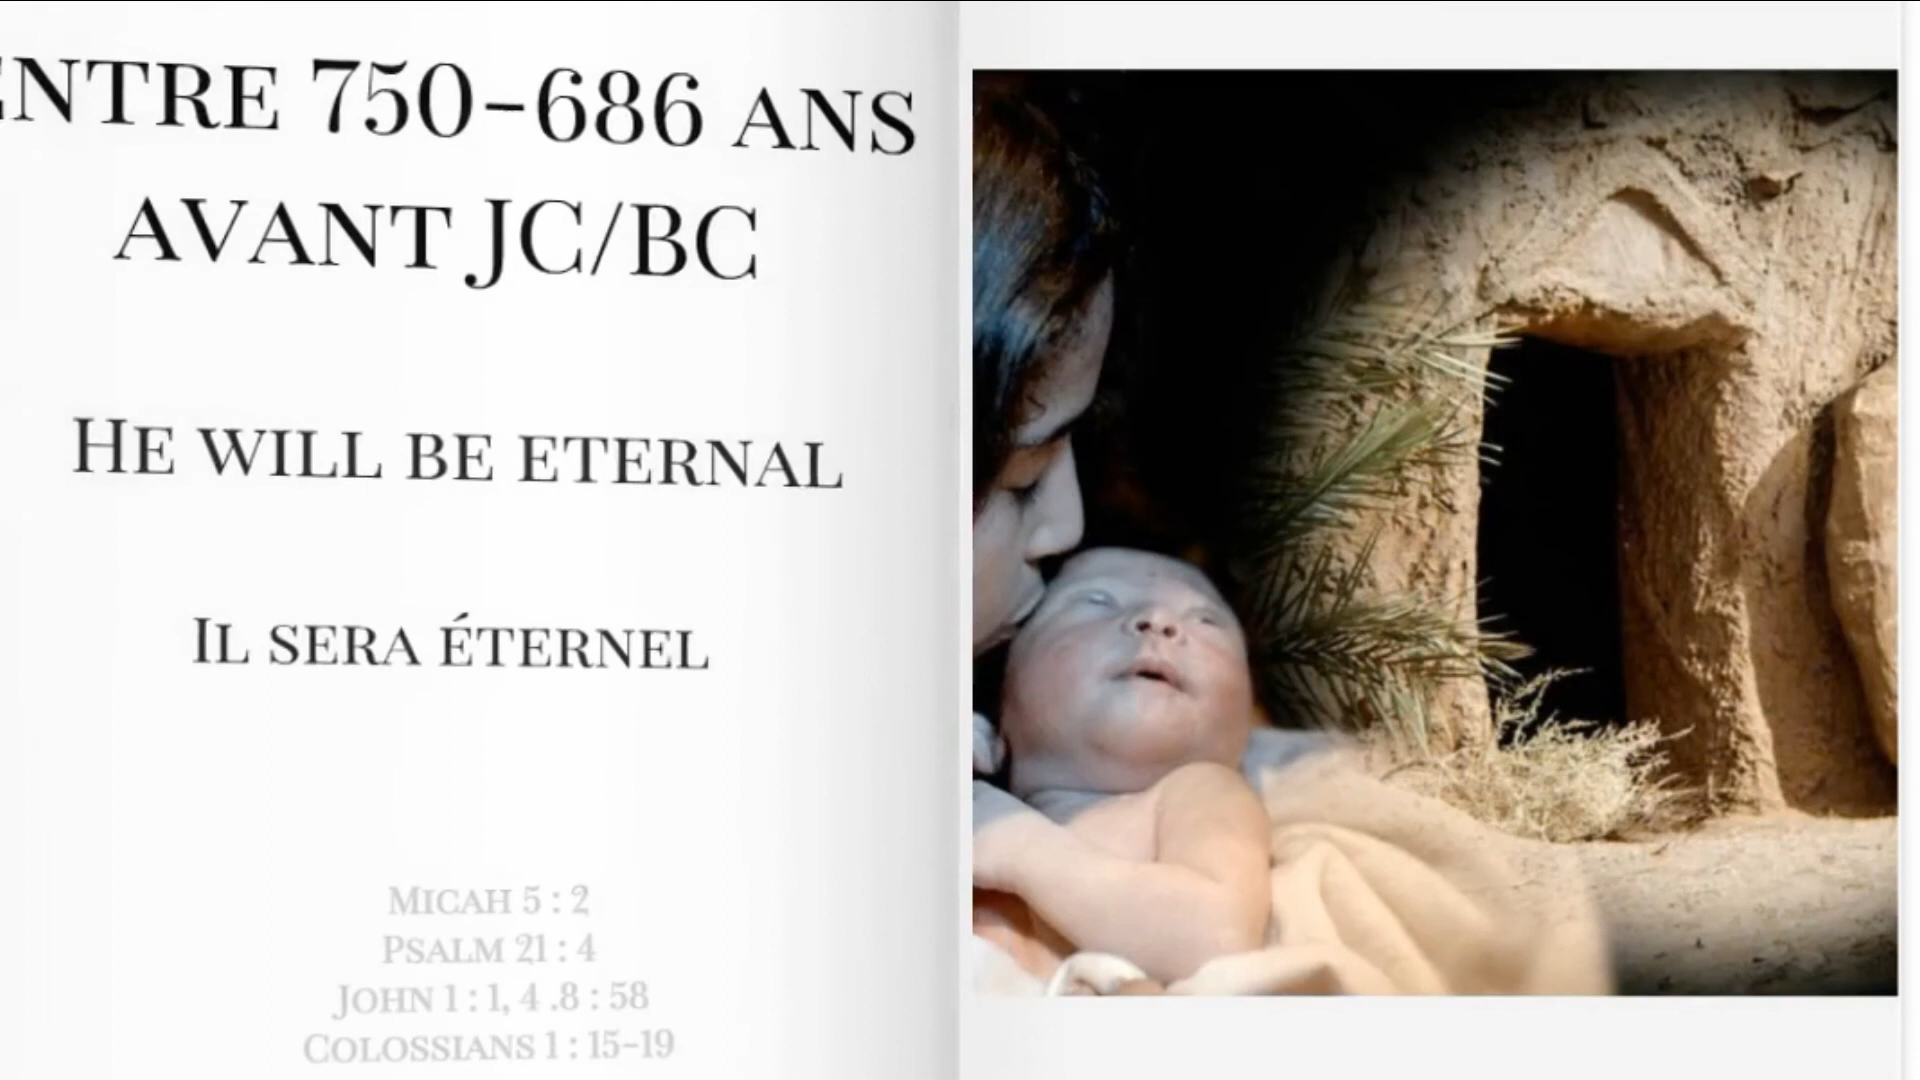 ENTRE 750-686 ANS
AVANT JC/BC
HE WILL BE ETERNAL
IL SERA ÉTERNEL
MICAH 5 : 2
PSALM 21 : 4
JOHN 1 : 1, 4 .8 : 58
COLOSSIANS 1 : 15-19